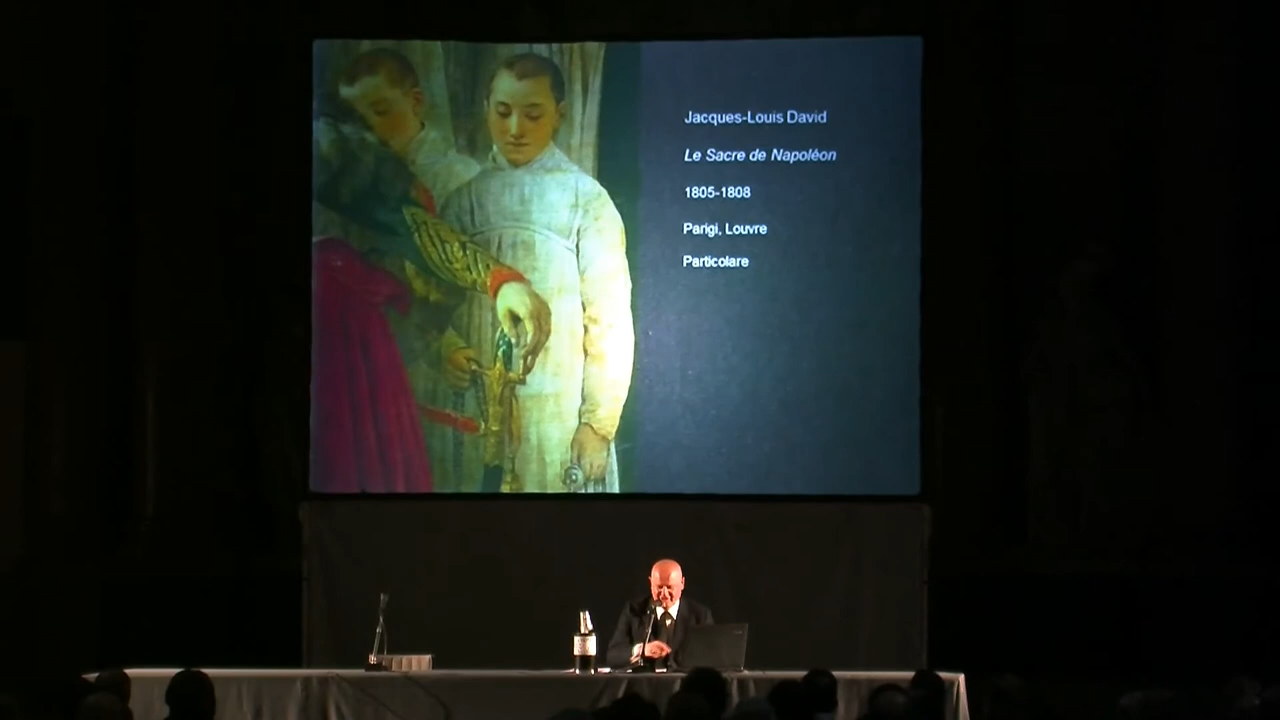 Jacques-Louis David
Le Sacre de Napoléon
1805-1808
Parigi, Louvre
Particolare